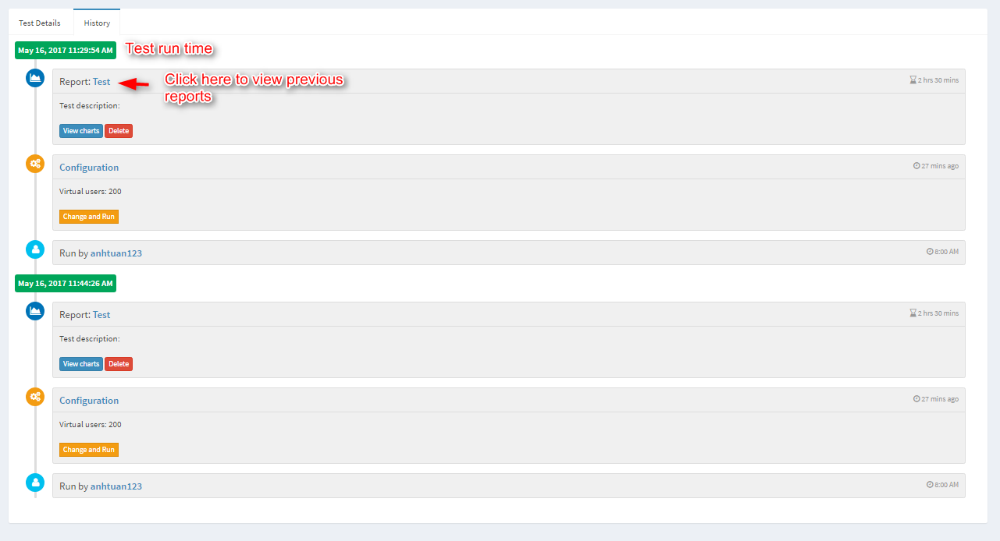 Test Details
History
May 16, 2017 11:29:54 AM
Test run time
Report: Test
Click here to view previous
reports
2 hrs 30 mins
Test description:
View charts
Delete
Configuration
27 mins ago
Virtual users: 200
Change and Run
Run by anhtuan123
8:00 AM
May 16, 2017 11:44:26 AM
Report: Test
2 hrs 30 mins
Test description:
View charts
Delete
Configuration
27 mins ago
Virtual users: 200
Change and Run
Run by anhtuan123
8:00 AM